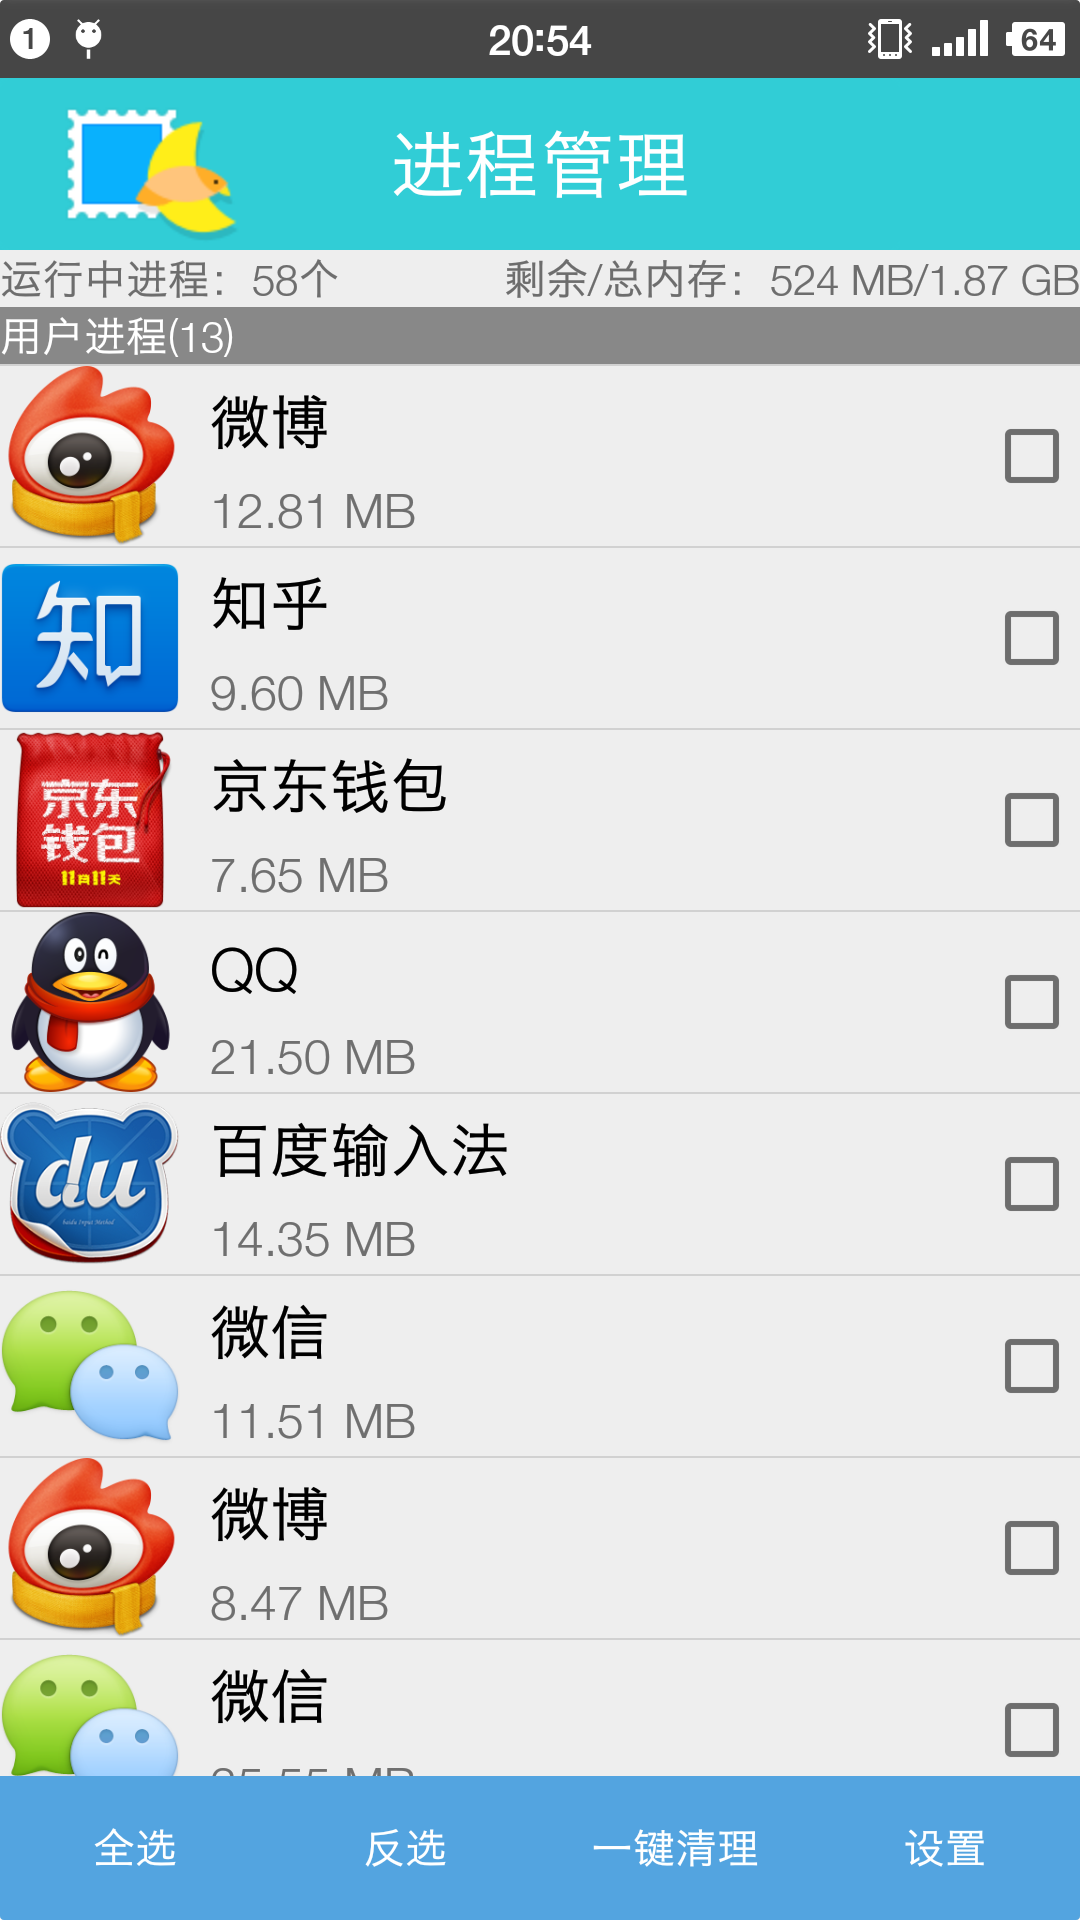 1
20:54
64
进程管理
运行中进程：58个
剩余/总内存：524 MB/1.87 GB
用户进程(13)
微博
12.81 MB
知
知乎
9.60 MB
京东
钱包
11月11天
京东钱包
7.65 MB
QQ
21.50 MB
du
baidu Input Method
百度输入法
14.35 MB
微信
11.51 MB
微博
8.47 MB
微信
全选
反选
一键清理
设置